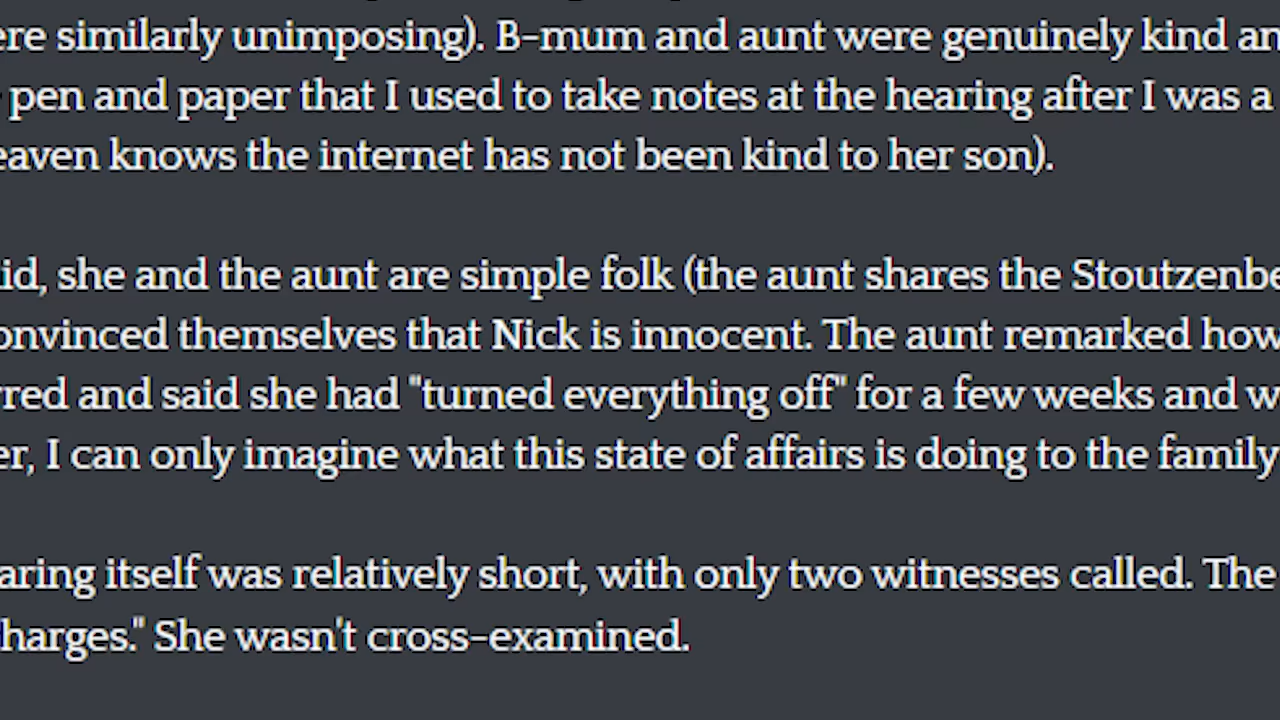 ere similarly unimposing). B-mum and aunt were genuinely kind an
pen and paper that I used to take notes at the hearing after I was a
eaven knows the internet has not been kind to her son).
id, she and the aunt are simple folk (the aunt shares the Stoutzenbe
onvinced themselves that Nick is innocent. The aunt remarked how
rred and said she had "turned everything off" for a few weeks and w
er, I can only imagine what this state of affairs is doing to the family
aring itself was relatively short, with only two witnesses called. The
harges." She wasn't cross-examined.